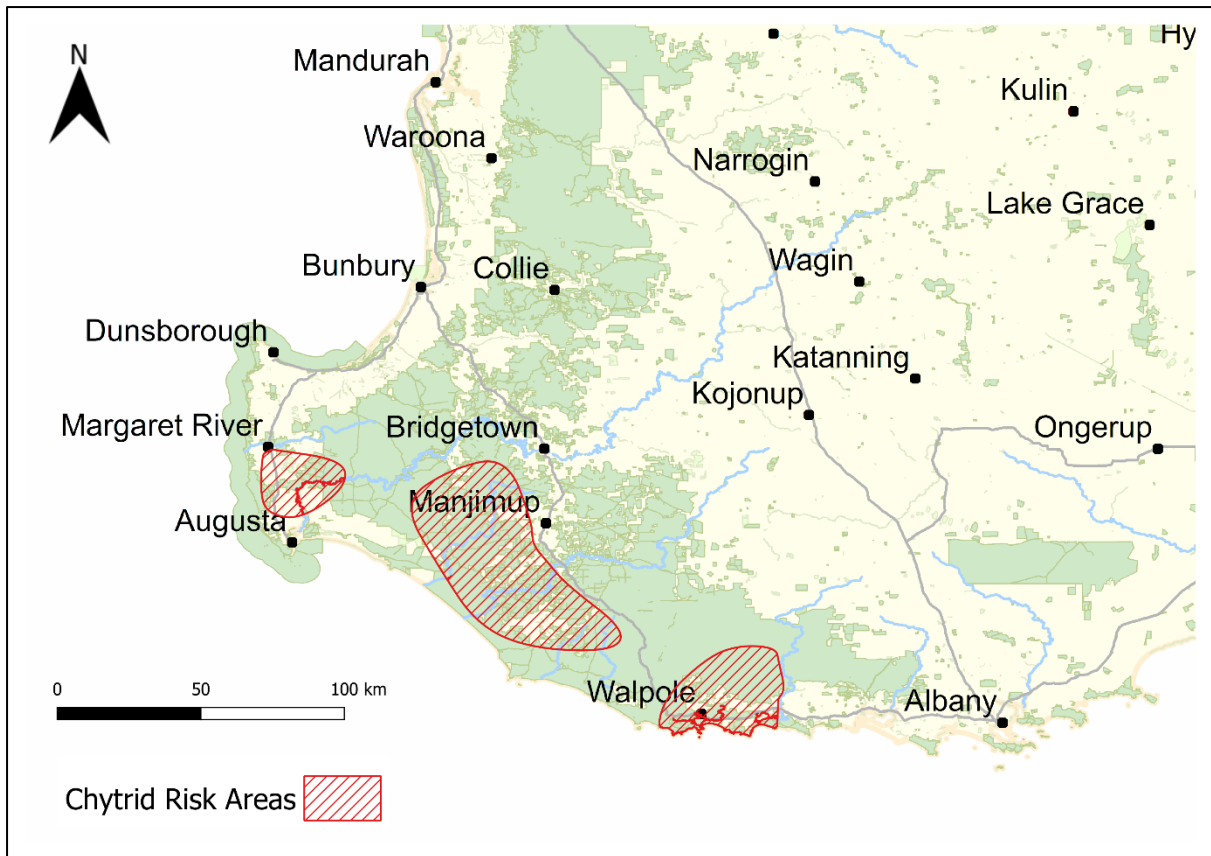 Hy
N
Mandurah
Kulin
Waroona
Narrogin
Lake Grace
Wagin
Bunbury
Collie
Dunsborough
Katanning
Kojonup
Margaret River
Bridgetown
Ongerup
Manjimup
Augusta
Walpole
Albany
0 50 100 km
Chytrid Risk Areas